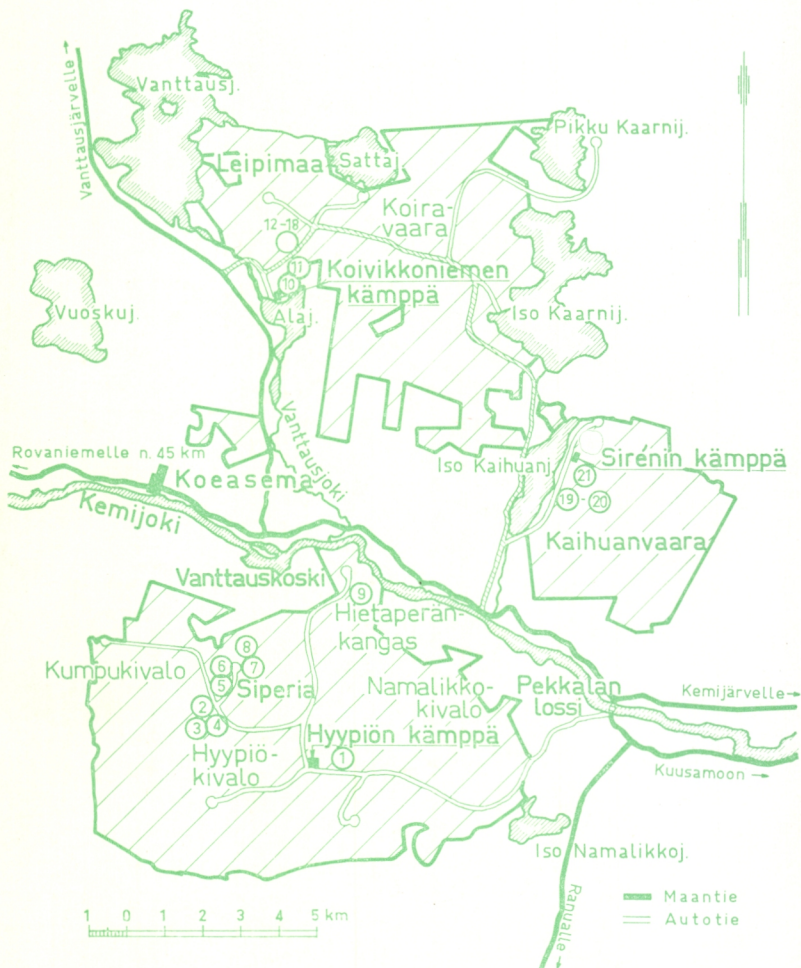 Vanttausjärvelle →
Vanttausj.
Pikku Kaarnij.
Leipimaa
Sattaj.
Koira-
vaara
12-18
11
10
Koivikkoniemen
kämppä
Alaj.
Iso Kaarnij.
Vuoskuj.
Vanttausjoki
Rovaniemelle n. 45 km
←
Koeasema
Kemijoki
Iso Kaihuanj.
Sirénin kämppä
21
19 - 20
Kaihuanvaara
Vanttauskoski
9
Hietaperän-
kangas
8
6 7
5
Kumpukivalo
Siperia
2
3 4
Namalikko-
kivalo
Pekkalan
lossi
Kemijärvelle →
Hyypiö-
kivalo
Hyypiön kämppä
1
Kuusamoon →
Iso Namalikkoj.
Ranualle →
1 0 1 2 3 4 5 km
Maantie
Autotie